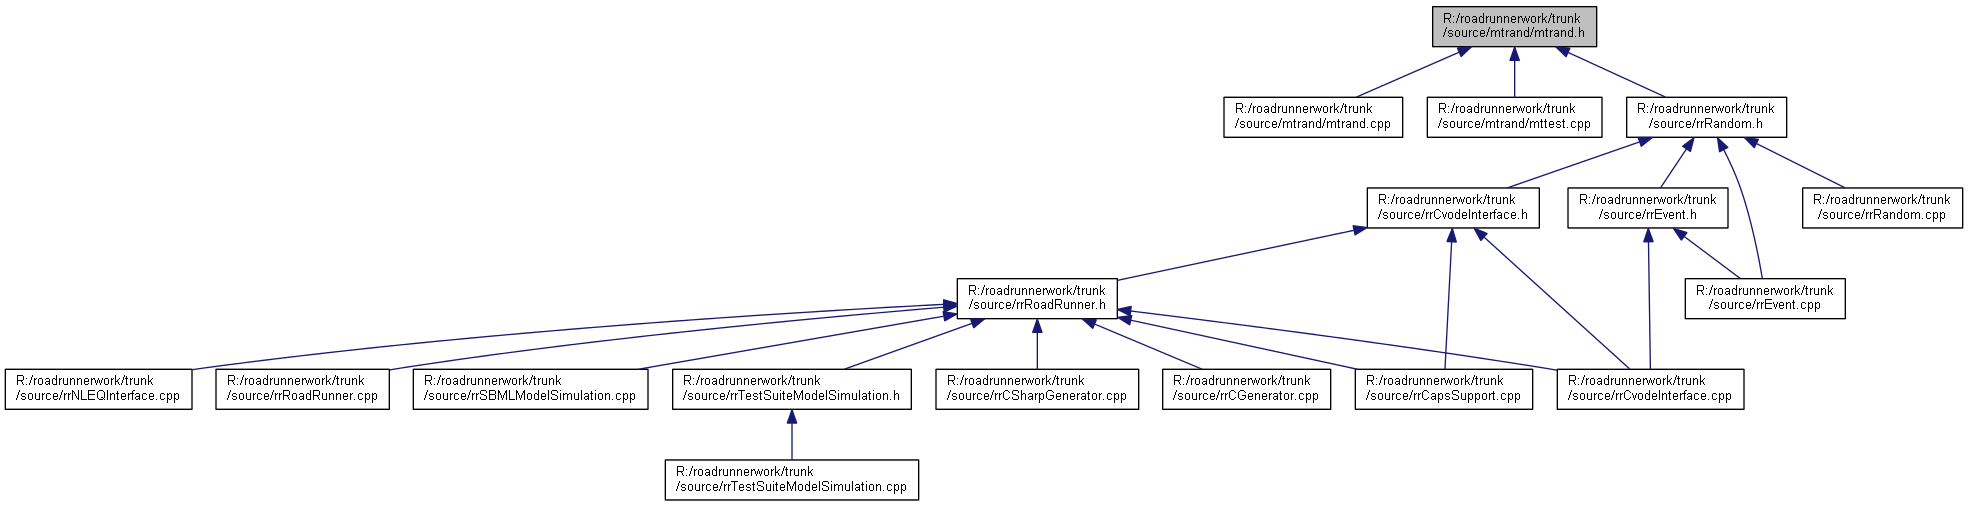 R:/roadrunnerwork/trunk
/source/mtrand/mtrand.h
R:/roadrunnerwork/trunk
/source/mtrand/mtrand.cpp
R:/roadrunnerwork/trunk
/source/mtrand/mttest.cpp
R:/roadrunnerwork/trunk
/source/rrRandom.h
R:/roadrunnerwork/trunk
/source/rrCvodeInterface.h
R:/roadrunnerwork/trunk
/source/rrEvent.h
R:/roadrunnerwork/trunk
/source/rrRandom.cpp
R:/roadrunnerwork/trunk
/source/rrRoadRunner.h
R:/roadrunnerwork/trunk
/source/rrEvent.cpp
R:/roadrunnerwork/trunk
/source/rrNLEQInterface.cpp
R:/roadrunnerwork/trunk
/source/rrRoadRunner.cpp
R:/roadrunnerwork/trunk
/source/rrSBMLModelSimulation.cpp
R:/roadrunnerwork/trunk
/source/rrTestSuiteModelSimulation.h
R:/roadrunnerwork/trunk
/source/rrCSharpGenerator.cpp
R:/roadrunnerwork/trunk
/source/rrCGenerator.cpp
R:/roadrunnerwork/trunk
/source/rrCapsSupport.cpp
R:/roadrunnerwork/trunk
/source/rrCvodeInterface.cpp
R:/roadrunnerwork/trunk
/source/rrTestSuiteModelSimulation.cpp